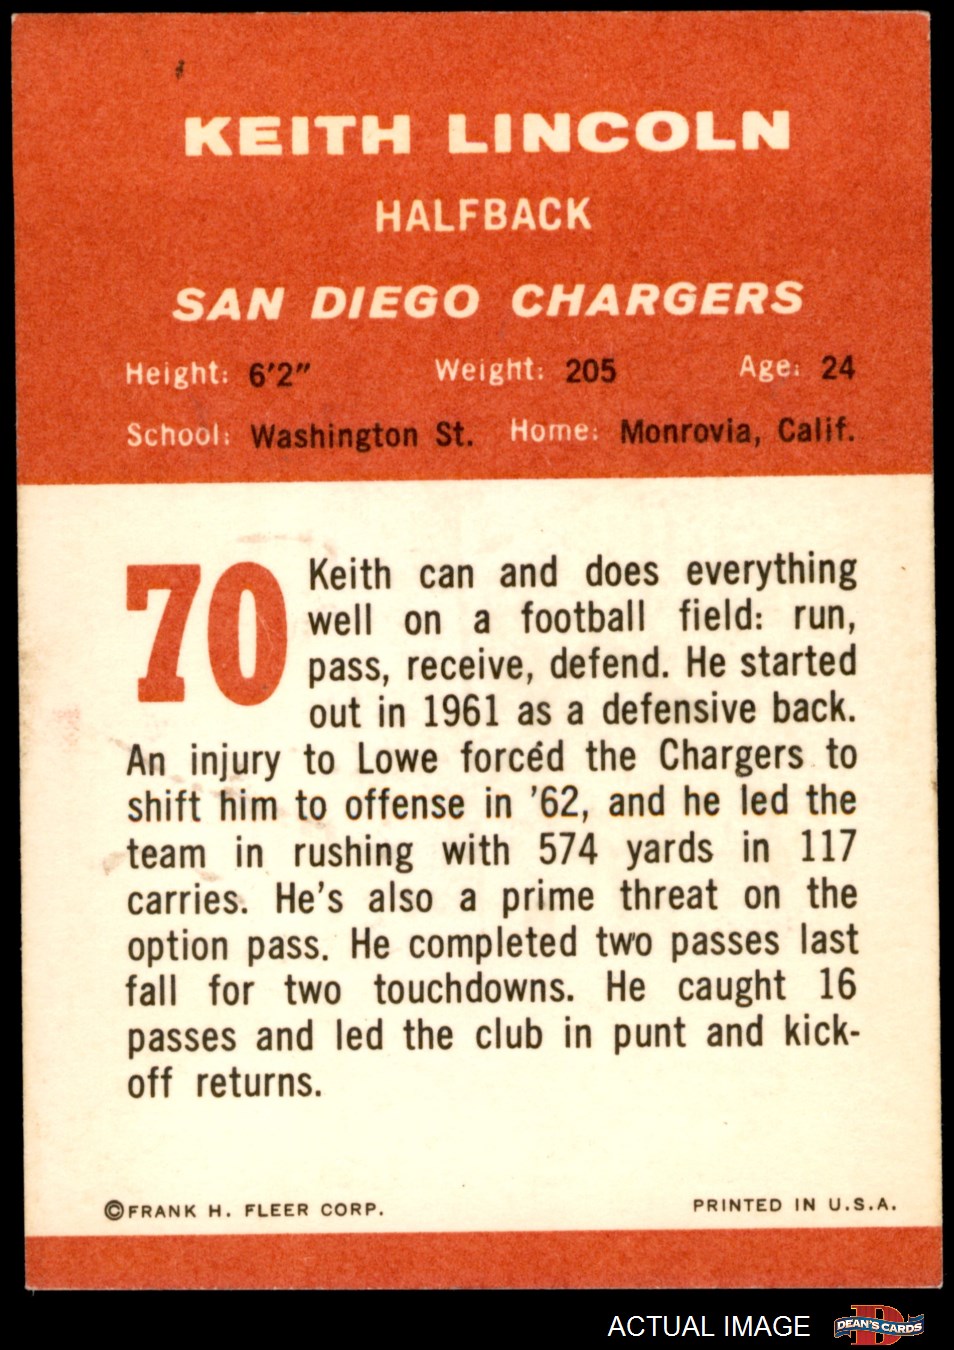 KEITH LINCOLN
HALFBACK
SAN DIEGO CHARGERS
Height: 6'2" Weight: 205 Age: 24
School: Washington St. Home: Monrovia, Calif.
70
Keith can and does everything
well on a football field: run,
pass, receive, defend. He started
out in 1961 as a defensive back.
An injury to Lowe forced the Chargers to
shift him to offense in '62, and he led the
team in rushing with 574 yards in 117
carries. He's also a prime threat on the
option pass. He completed two passes last
fall for two touchdowns. He caught 16
passes and led the club in punt and kick-
off returns.
©FRANK H. FLEER CORP. PRINTED IN U.S.A.
ACTUAL IMAGE
D
DEAN'S CARDS